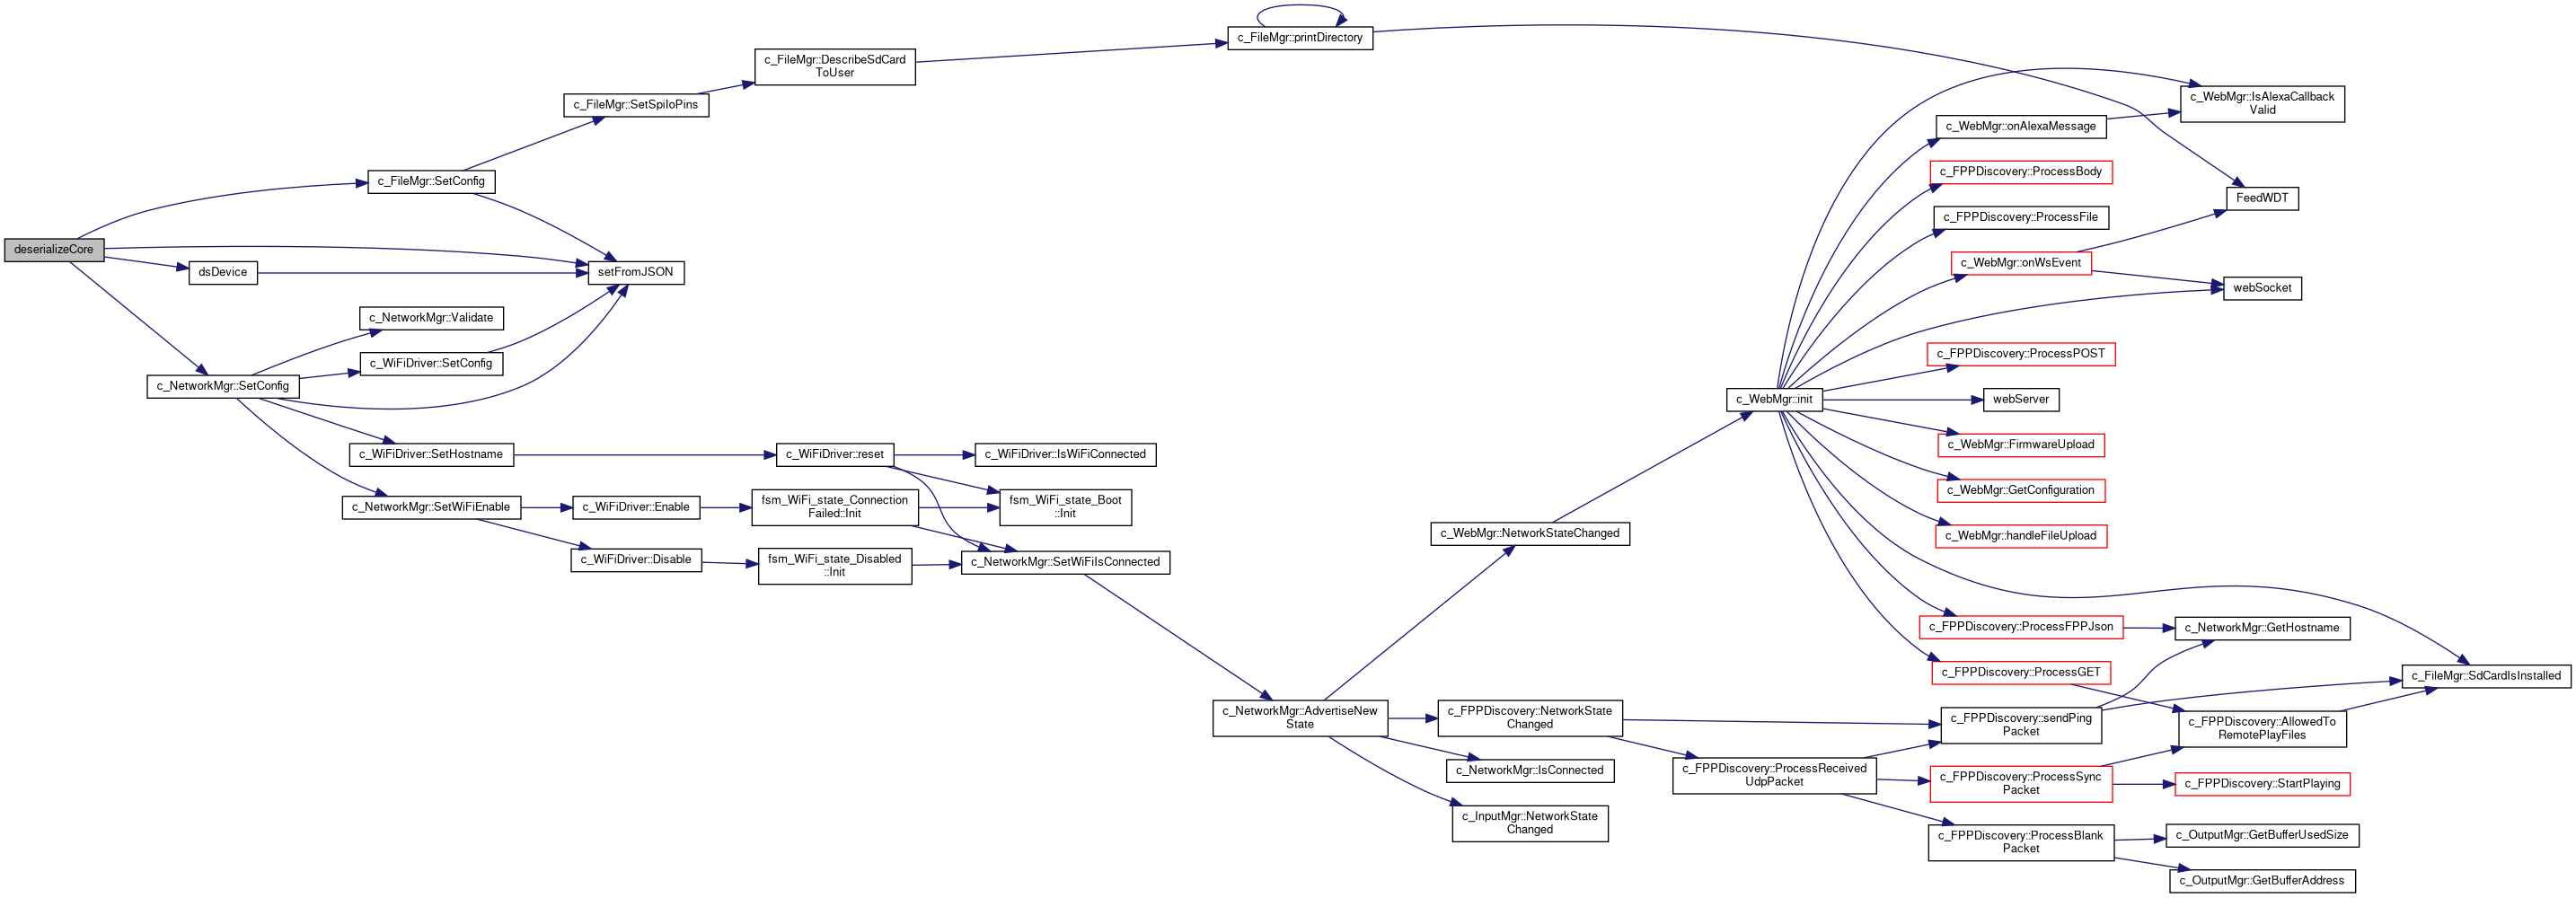 c_FileMgr::printDirectory
c_FileMgr::DescribeSdCard
ToUser
c_FileMgr::SetSpiIoPins
c_WebMgr::IsAlexaCallback
Valid
c_WebMgr::onAlexaMessage
c_FPPDiscovery::ProcessBody
c_FileMgr::SetConfig
FeedWDT
c_FPPDiscovery::ProcessFile
deserializeCore
c_WebMgr::onWsEvent
dsDevice
setFromJSON
webSocket
c_NetworkMgr::Validate
c_FPPDiscovery::ProcessPOST
c_WiFiDriver::SetConfig
c_NetworkMgr::SetConfig
c_WebMgr::init
webServer
c_WebMgr::FirmwareUpload
c_WiFiDriver::SetHostname
c_WiFiDriver::reset
c_WiFiDriver::IsWiFiConnected
c_WebMgr::GetConfiguration
c_NetworkMgr::SetWiFiEnable
c_WiFiDriver::Enable
fsm_WiFi_state_Connection
Failed::Init
fsm_WiFi_state_Boot
::Init
c_WebMgr::NetworkStateChanged
c_WebMgr::handleFileUpload
c_WiFiDriver::Disable
fsm_WiFi_state_Disabled
::Init
c_NetworkMgr::SetWiFiIsConnected
c_FPPDiscovery::ProcessFPPJson
c_NetworkMgr::GetHostname
c_FPPDiscovery::ProcessGET
c_FileMgr::SdCardIsInstalled
c_NetworkMgr::AdvertiseNew
State
c_FPPDiscovery::NetworkState
Changed
c_FPPDiscovery::sendPing
Packet
c_FPPDiscovery::AllowedTo
RemotePlayFiles
c_NetworkMgr::IsConnected
c_FPPDiscovery::ProcessReceived
UdpPacket
c_FPPDiscovery::ProcessSync
Packet
c_FPPDiscovery::StartPlaying
c_InputMgr::NetworkState
Changed
c_FPPDiscovery::ProcessBlank
Packet
c_OutputMgr::GetBufferUsedSize
c_OutputMgr::GetBufferAddress